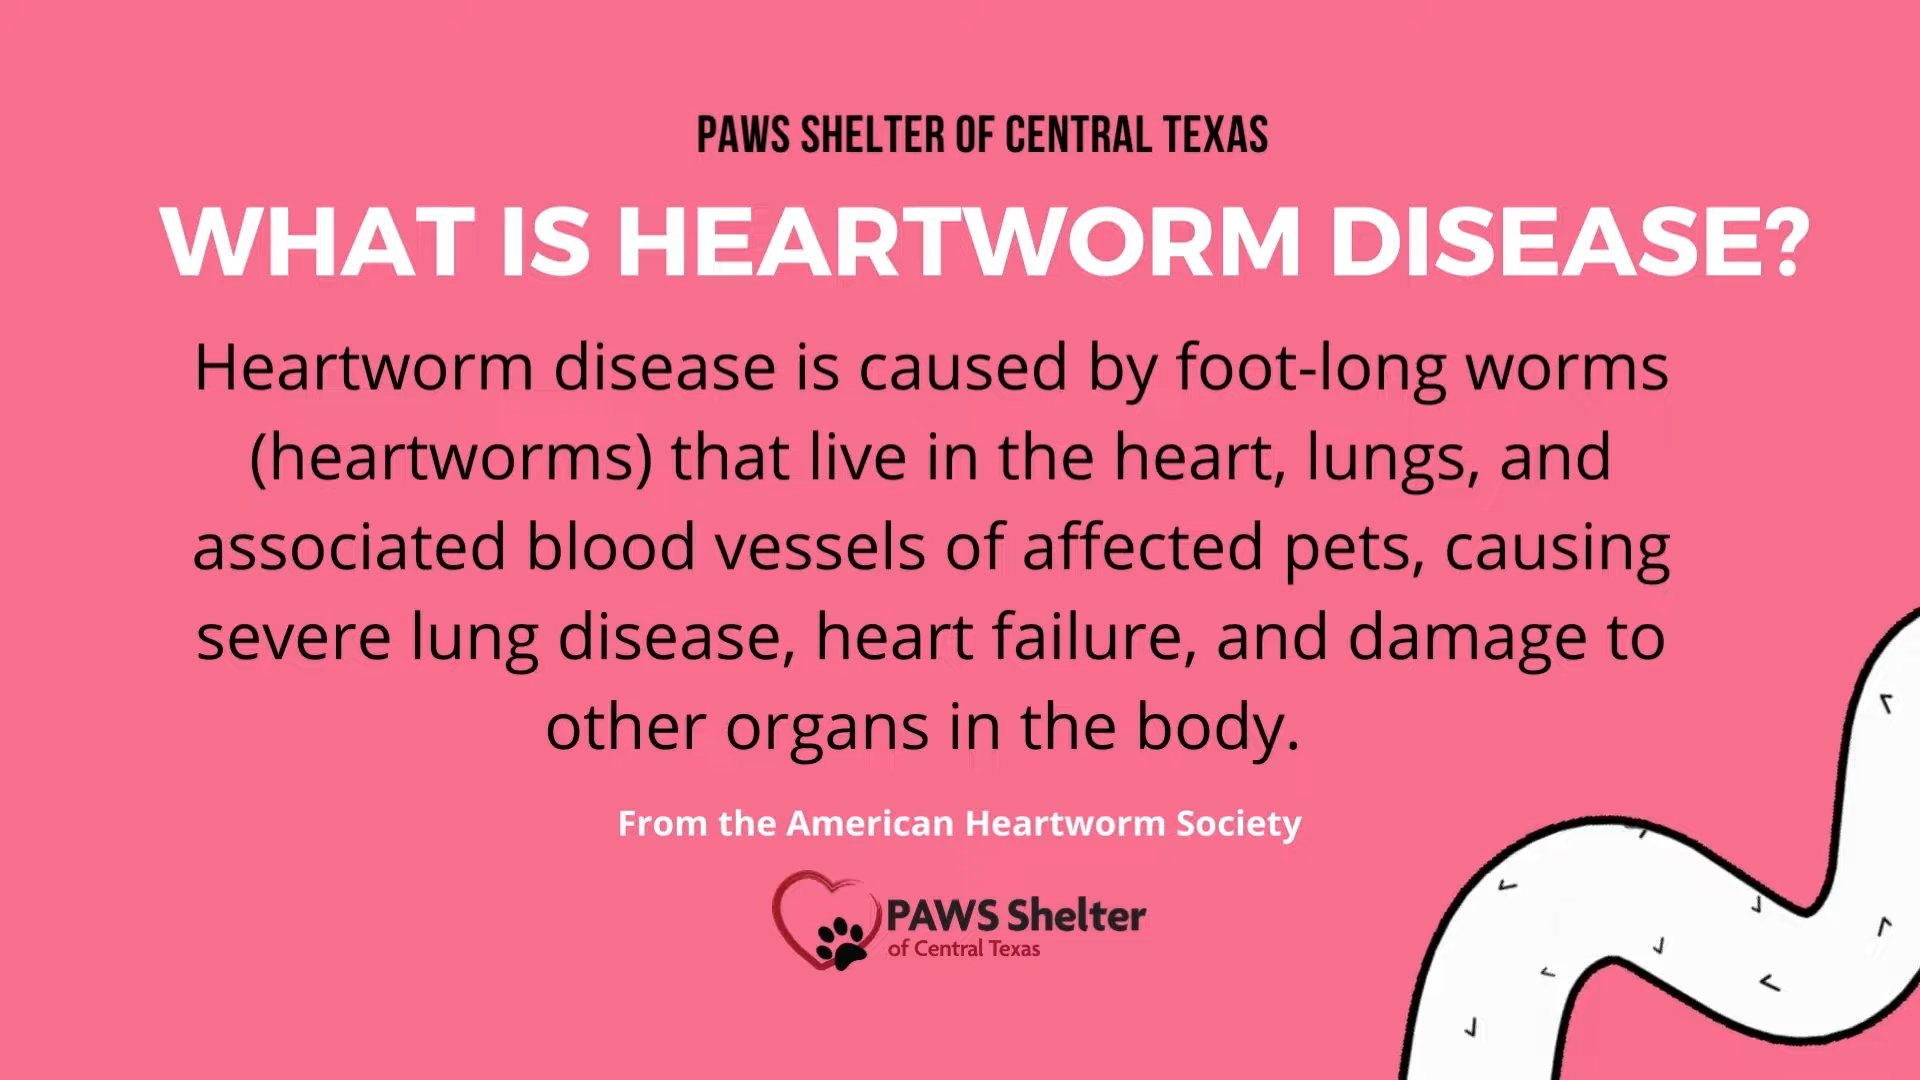 PAWS SHELTER OF CENTRAL TEXAS
WHAT IS HEARTWORM DISEASE?
Heartworm disease is caused by foot-long worms
(heartworms) that live in the heart, lungs, and
associated blood vessels of affected pets, causing
severe lung disease, heart failure, and damage to
other organs in the body.
From the American Heartworm Society
PAWS Shelter
of Central Texas